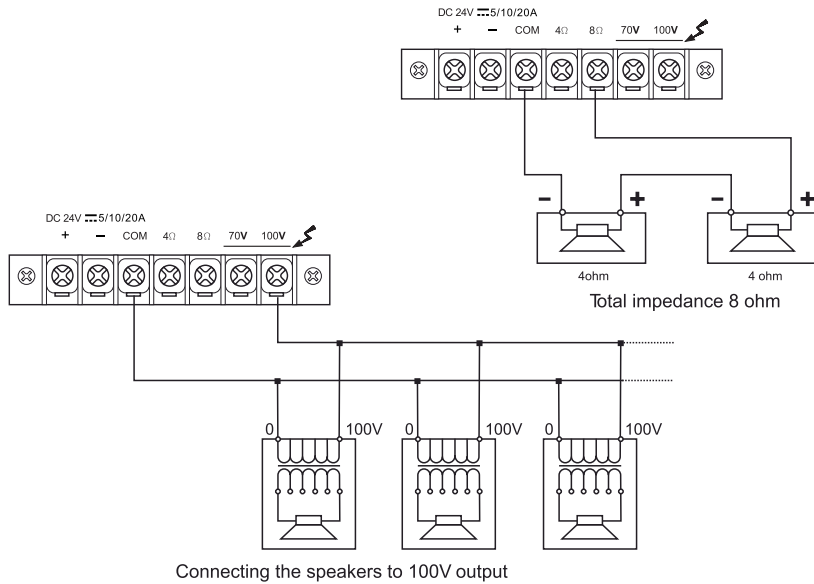 DC 24V ⎓5/10/20A
+ − COM 4Ω 8Ω 70V 100V
− + − +
4ohm 4 ohm
Total impedance 8 ohm
DC 24V ⎓5/10/20A
+ − COM 4Ω 8Ω 70V 100V
0 100V 0 100V 0 100V
Connecting the speakers to 100V output